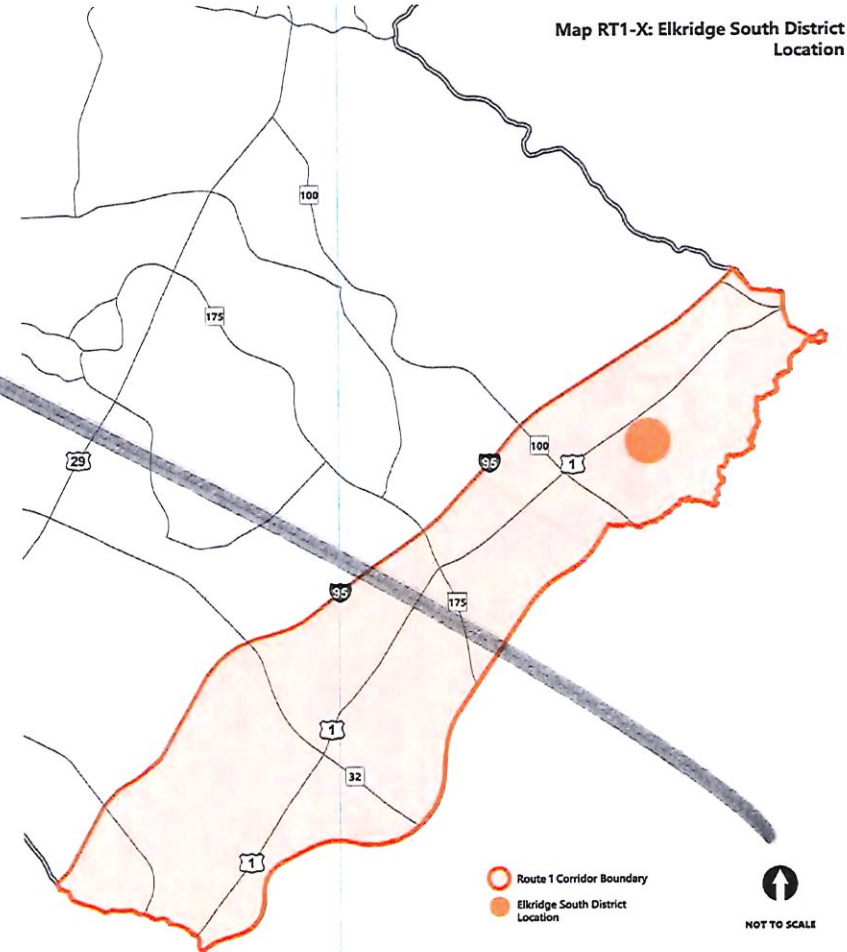 Map RT1-X: Elkridge South District
Location
100
175
29
95
100
1
95
175
1
32
1
Route 1 Corridor Boundary
Elkridge South District
Location
NOT TO SCALE